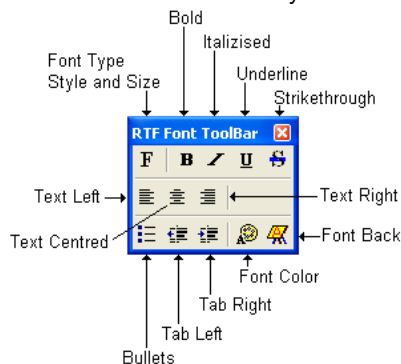 Bold
Italizised
Font Type
Style and Size
Underline
Strikethrough
RTF Font ToolBar
F B I U S
Text Left
Text Right
Text Centred
Font Back
Font Color
Tab Right
Tab Left
Bullets